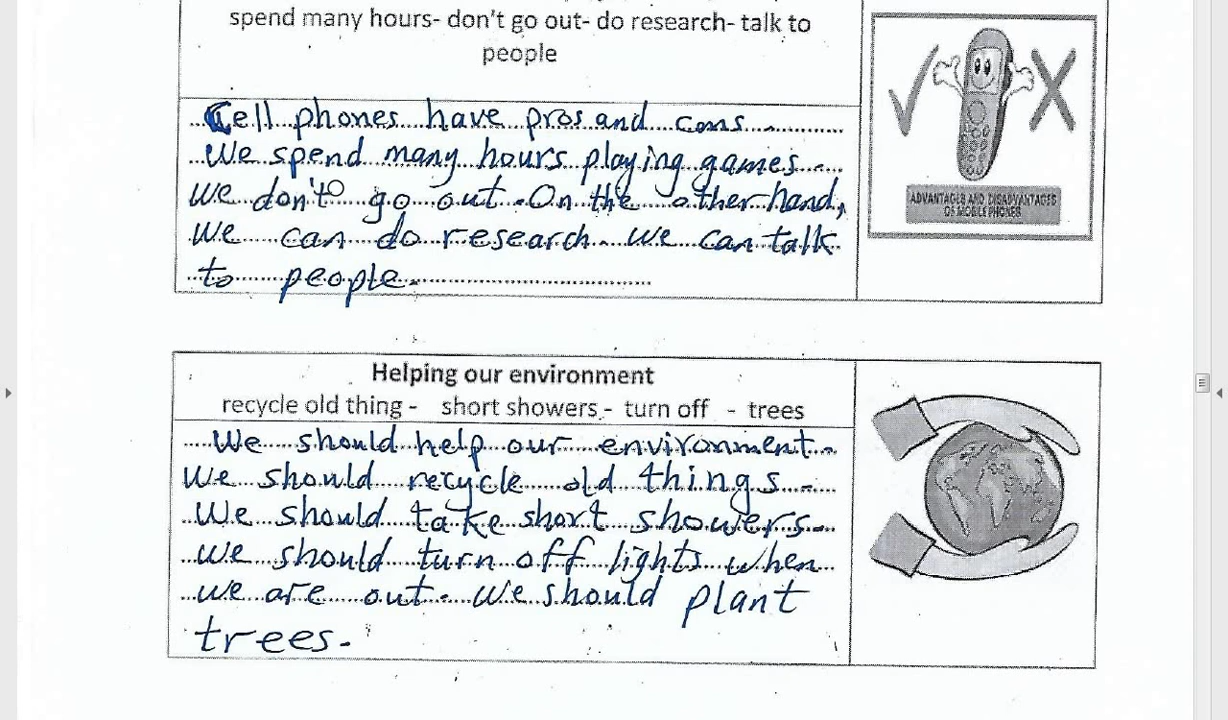 spend many hours- don't go out- do research- talk to
people
Cell phones have pros and cons.
We spend many hours playing games.
We don't go out. On the other hand,
We can do research. We can talk
to people.
ADVANTAGES AND DISADVANTAGES
OF MOBILE PHONES
Helping our environment
recycle old thing - short showers - turn off - trees
We should help our environment.
We should recycle old things.
We should take short showers.
We should turn off lights when
we are out. We should plant
trees.